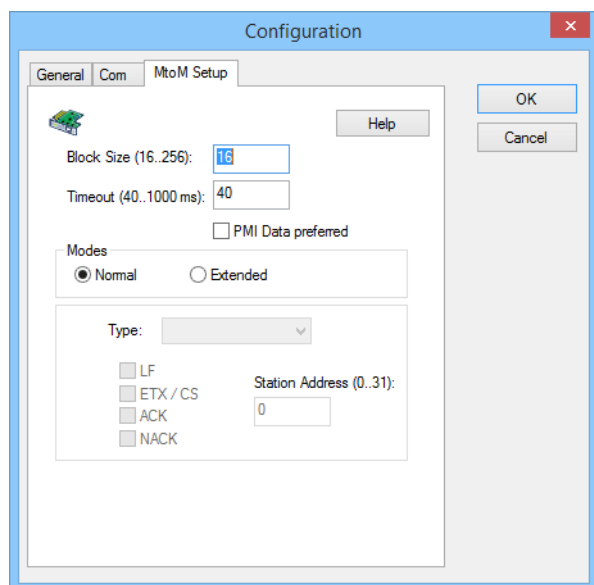 Configuration
General Com MtoM Setup
OK
Help
Cancel
Block Size (16..256): 16
Timeout (40..1000 ms): 40
PMI Data preferred
Modes
Normal Extended
Type:
LF
ETX / CS Station Address (0..31):
ACK 0
NACK